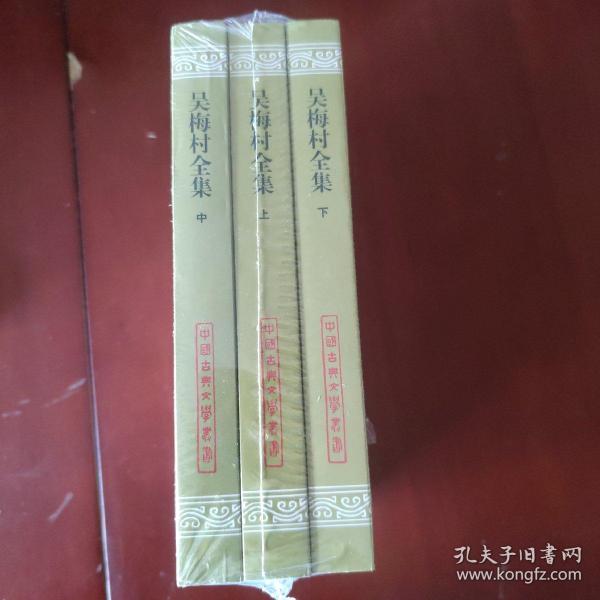 吴梅村全集
中
中國古典文學叢書
吴梅村全集
上
中國古典文學叢書
吴梅村全集
下
中國古典文學叢書
孔夫子旧書网
www.kongfz.com